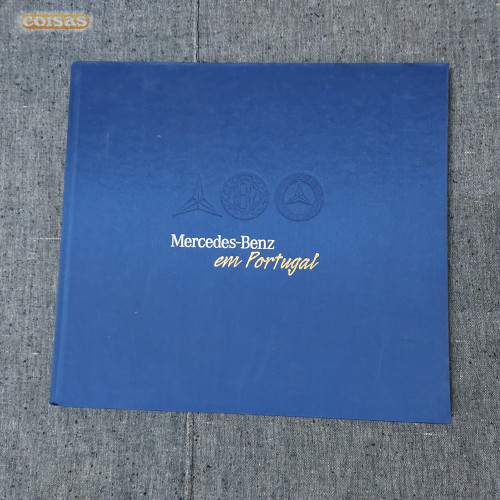 coisas
Mercedes-Benz
em Portugal